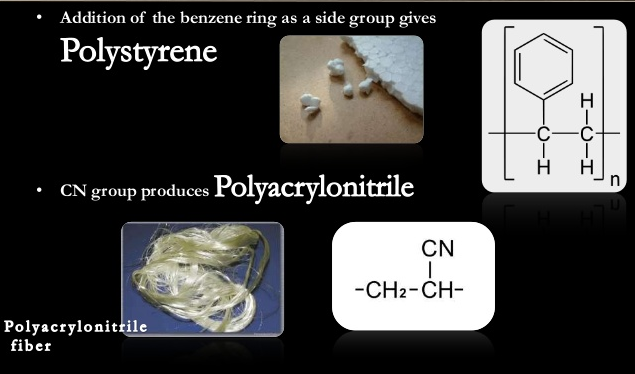 • Addition of the benzene ring as a side group gives
Polystyrene
H
C C
H H
n
• CN group produces Polyacrylonitrile
CN
-CH₂-CH-
Polyacrylonitrile
fiber